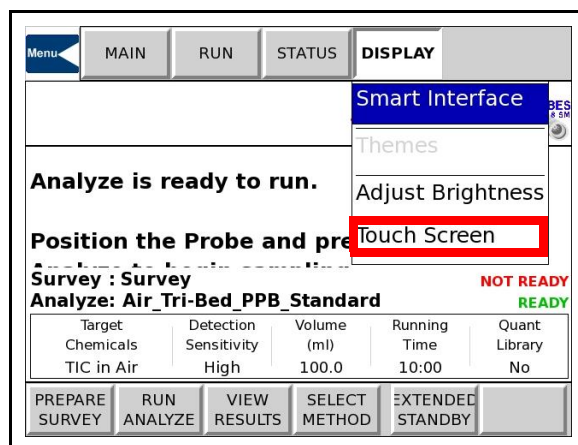 Menu MAIN RUN STATUS DISPLAY
Smart Interface
Themes
Adjust Brightness
Touch Screen
Analyze is ready to run.
Position the Probe and pre
Survey : Survey NOT READY
Analyze: Air_Tri-Bed_PPB_Standard READY
Target Detection Volume Running Quant
Chemicals Sensitivity (ml) Time Library
TIC in Air High 100.0 10:00 No
PREPARE RUN VIEW SELECT EXTENDED
SURVEY ANALYZE RESULTS METHOD STANDBY